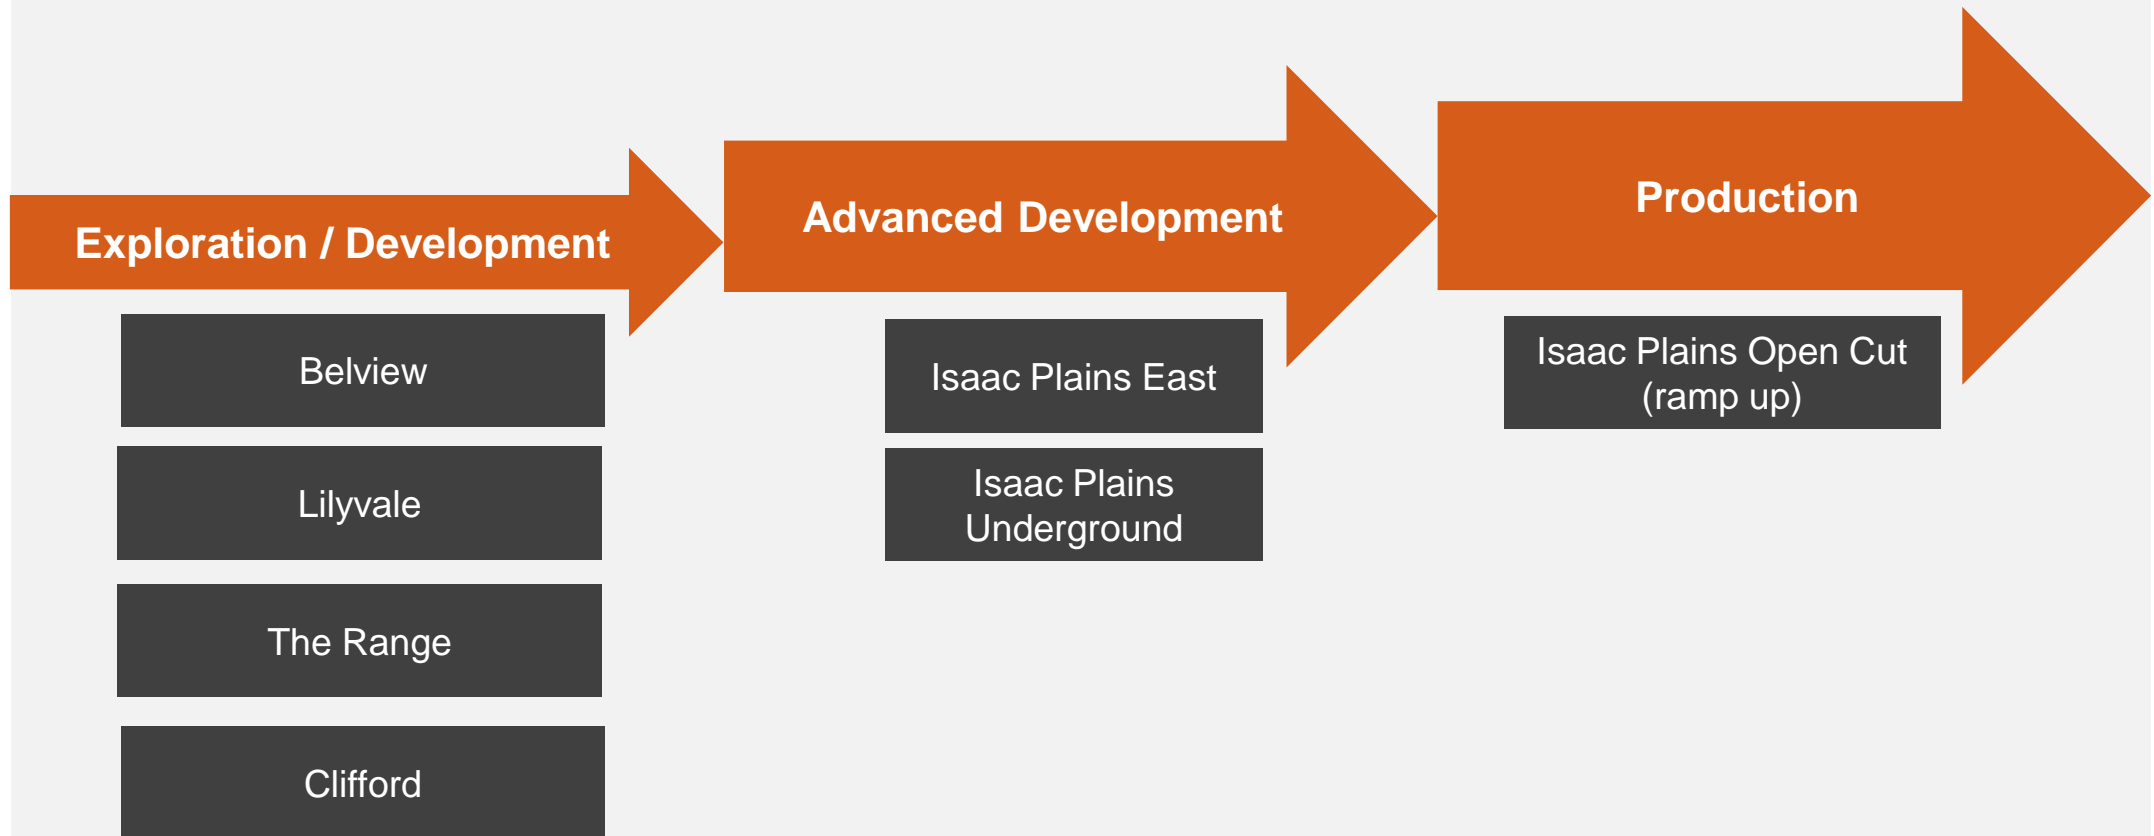 Exploration / Development
Belview
Lilyvale
The Range
Clifford
Advanced Development
Isaac Plains East
Isaac Plains
Underground
Production
Isaac Plains Open Cut
(ramp up)